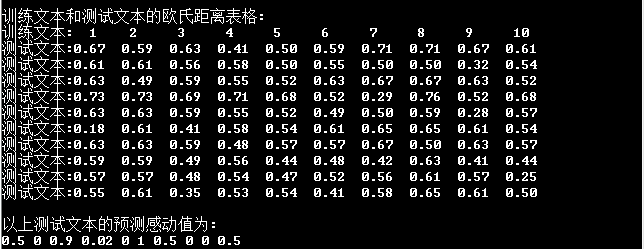 训练文本和测试文本的欧氏距离表格:
训练文本: 1 2 3 4 5 6 7 8 9 10
测试文本:0.67 0.59 0.63 0.41 0.50 0.59 0.71 0.71 0.67 0.61
测试文本:0.61 0.61 0.56 0.58 0.50 0.55 0.50 0.50 0.32 0.54
测试文本:0.63 0.49 0.59 0.55 0.52 0.63 0.67 0.67 0.63 0.52
测试文本:0.73 0.73 0.69 0.71 0.68 0.52 0.29 0.76 0.52 0.68
测试文本:0.63 0.63 0.59 0.55 0.52 0.49 0.50 0.59 0.28 0.57
测试文本:0.18 0.61 0.41 0.58 0.54 0.61 0.65 0.65 0.61 0.54
测试文本:0.63 0.63 0.59 0.48 0.57 0.57 0.67 0.50 0.63 0.57
测试文本:0.59 0.59 0.49 0.56 0.44 0.48 0.42 0.63 0.41 0.44
测试文本:0.57 0.57 0.48 0.54 0.47 0.52 0.56 0.61 0.57 0.25
测试文本:0.55 0.61 0.35 0.53 0.54 0.41 0.58 0.65 0.61 0.50
以上测试文本的预测感动值为:
0.5 0 0.9 0.02 0 1 0.5 0 0 0.5